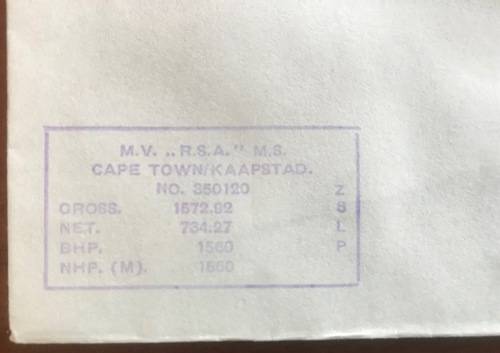 M.V. „R.S.A." M.S.
CAPE TOWN/KAAPSTAD.
NO. 350120 Z
GROSS. 1572.92 S
NET. 734.27 L
BHP. 1560 P
NHP. (M). 1560